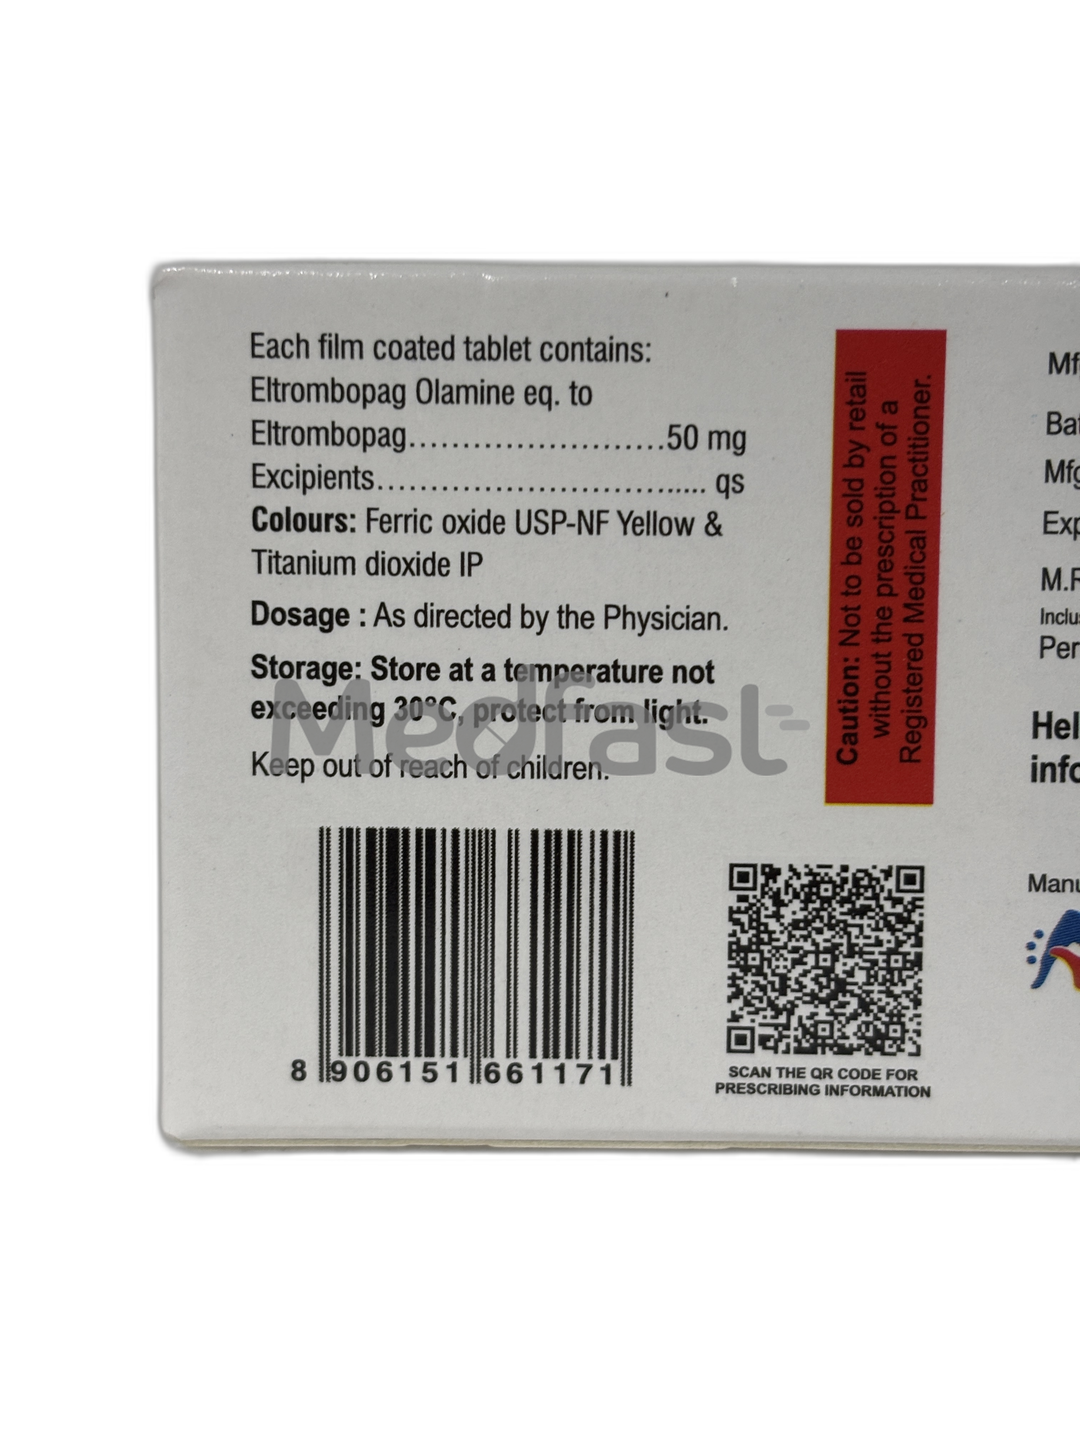 Each film coated tablet contains:
Eltrombopag Olamine eq. to
Eltrombopag.......................50 mg
Excipients.............................. qs
Colours: Ferric oxide USP-NF Yellow &
Titanium dioxide IP
Dosage : As directed by the Physician.
Storage: Store at a temperature not
exceeding 30°C, protect from light.
Keep out of reach of children.
Medfast
8 906151 661171
Caution: Not to be sold by retail
without the prescription of a
Registered Medical Practitioner.
SCAN THE QR CODE FOR
PRESCRIBING INFORMATION
Per